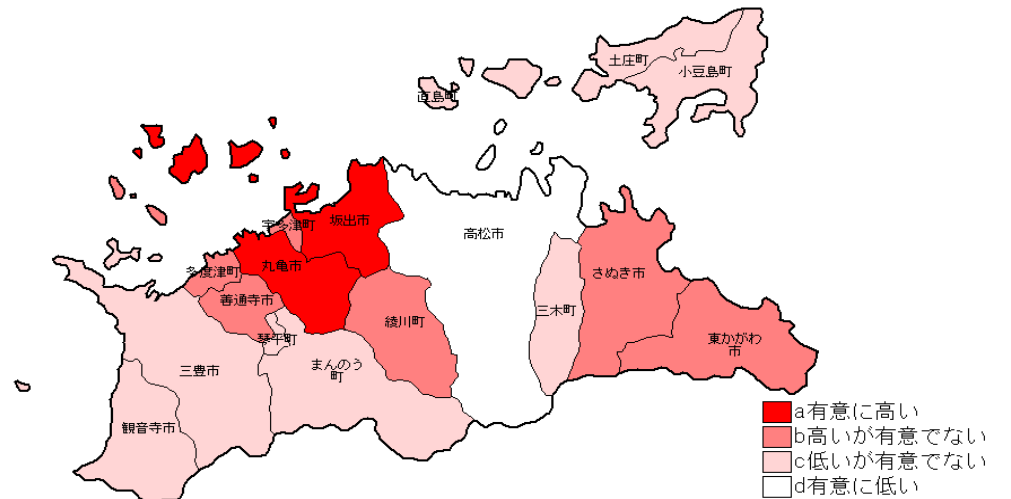 土庄町
小豆島町
直島町
宇多津町
坂出市
高松市
丸亀市
多度津町
さぬき市
善通寺市
三木町
綾川町
琴平町
東かがわ
市
まんのう
町
三豊市
観音寺市
a有意に高い
b高いが有意でない
c低いが有意でない
d有意に低い